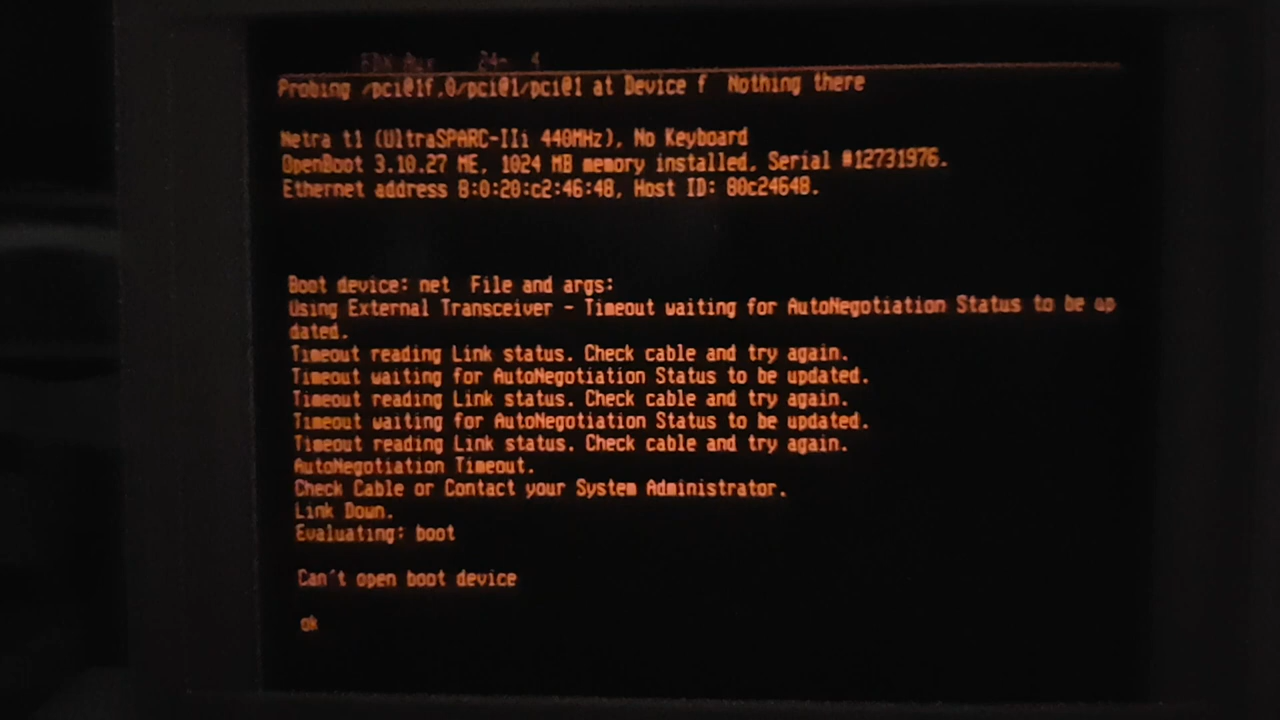 Probing /pci@1f,0/pci@1/pci@1 at Device f  Nothing there
Netra t1 (UltraSPARC-IIi 440MHz), No Keyboard
OpenBoot 3.10.27 ME, 1024 MB memory installed, Serial #12731976.
Ethernet address 8:0:20:c2:46:48, Host ID: 80c24648.
Boot device: net  File and args:
Using External Transceiver - Timeout waiting for AutoNegotiation Status to be up
dated.
Timeout reading Link status. Check cable and try again.
Timeout waiting for AutoNegotiation Status to be updated.
Timeout reading Link status. Check cable and try again.
Timeout waiting for AutoNegotiation Status to be updated.
Timeout reading Link status. Check cable and try again.
AutoNegotiation Timeout.
Check Cable or Contact your System Administrator.
Link Down.
Evaluating: boot
Can't open boot device
ok